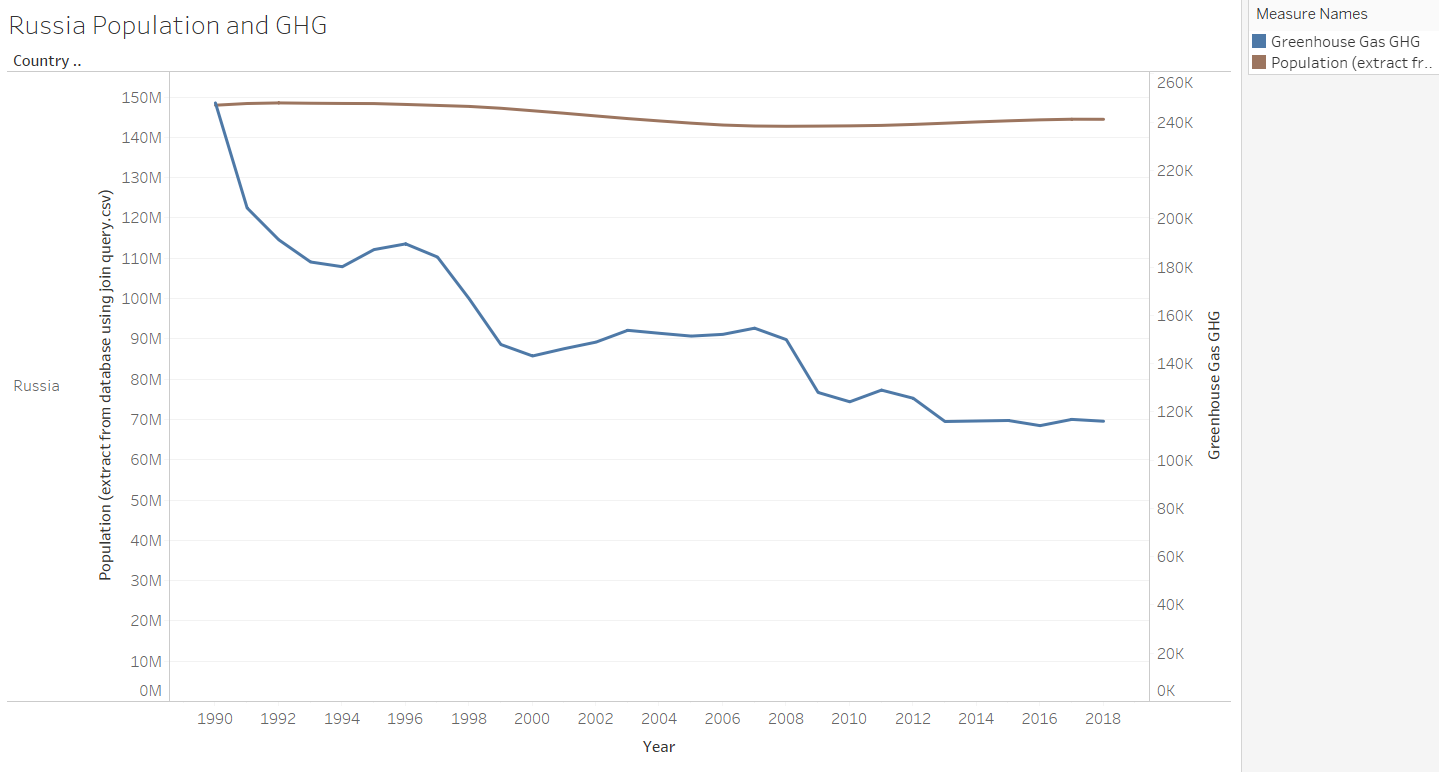 Russia Population and GHG
Country ..
Russia
Population (extract from database using join query.csv)
150M
140M
130M
120M
110M
100M
90M
80M
70M
60M
50M
40M
30M
20M
10M
0M
260K
240K
220K
200K
180K
160K
140K
120K
100K
80K
60K
40K
20K
0K
Greenhouse Gas GHG
1990 1992 1994 1996 1998 2000 2002 2004 2006 2008 2010 2012 2014 2016 2018
Year
Measure Names
Greenhouse Gas GHG
Population (extract fr..